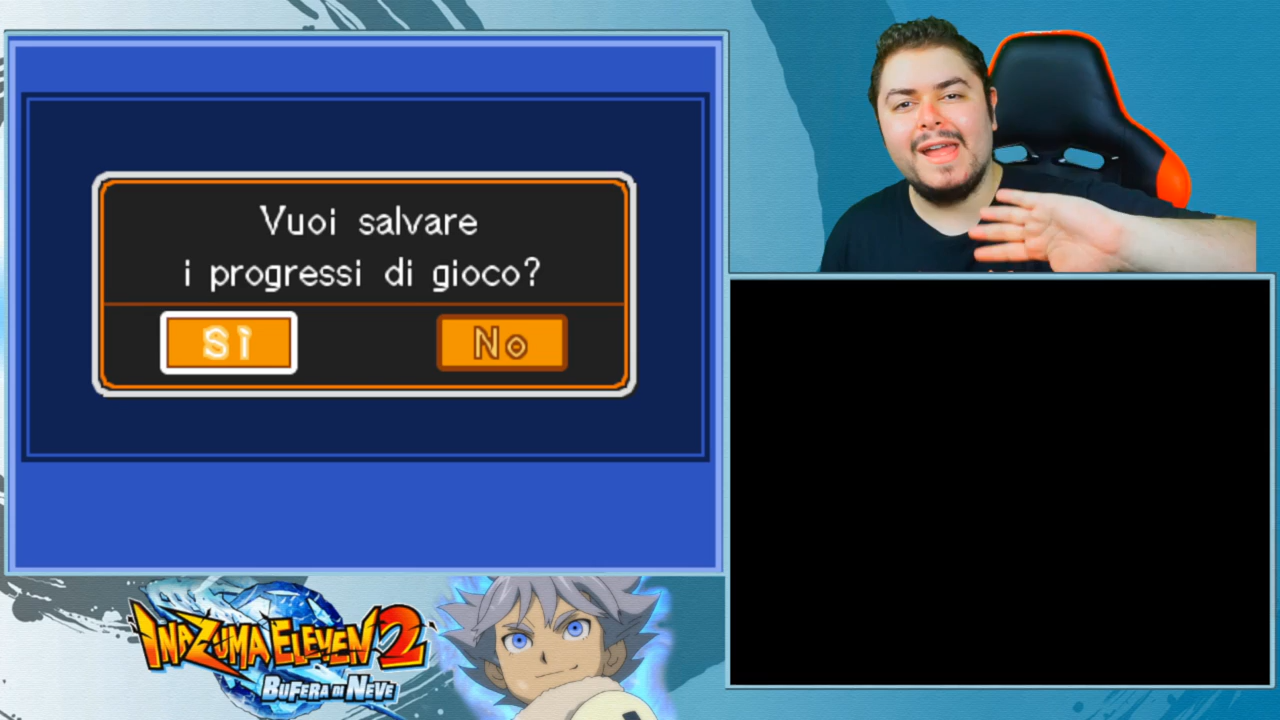 Vuoi salvare
i progressi di gioco?
Sì
No
INAZUMA ELEVEN 2
BUFERA DI NEVE